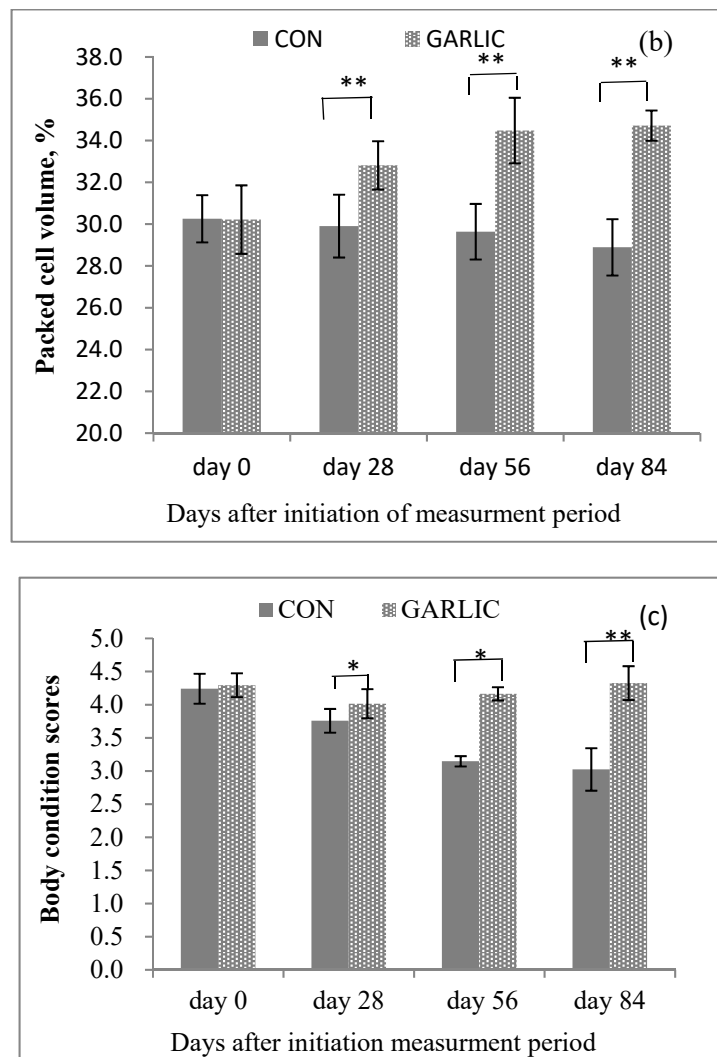 CON GARLIC (b)
38.0
36.0
34.0
32.0
30.0
28.0
26.0
24.0
22.0
20.0
Packed cell volume, %
** ** **
day 0 day 28 day 56 day 84
Days after initiation of measurment period
CON GARLIC (c)
5.0
4.5
4.0
3.5
3.0
2.5
2.0
1.5
1.0
0.5
0.0
Body condition scores
* * **
day 0 day 28 day 56 day 84
Days after initiation measurment period